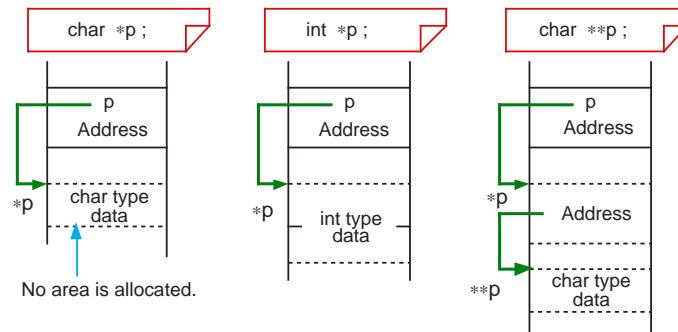 char *p ;
p
Address
*p
char type
data
No area is allocated.
int *p ;
p
Address
*p
int type
data
char **p ;
p
Address
*p
Address
**p
char type
data